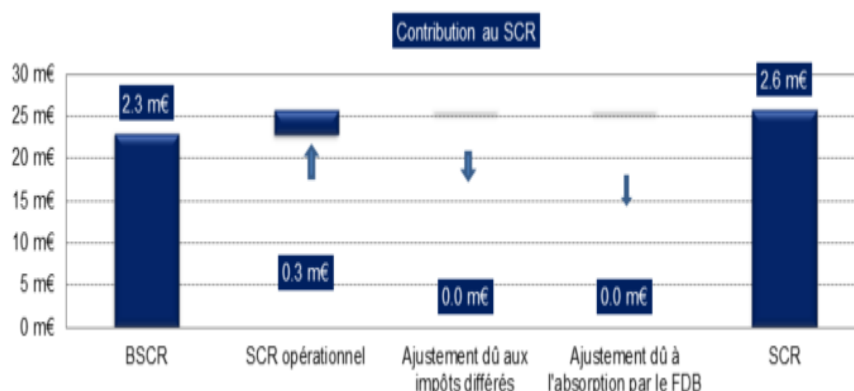 Contribution au SCR
30 m€
25 m€
20 m€
15 m€
10 m€
5 m€
0 m€
2.3 m€
0.3 m€
0.0 m€
0.0 m€
2.6 m€
BSCR
SCR opérationnel
Ajustement dû aux
impôts différés
Ajustement dû à
l'absorption par le FDB
SCR